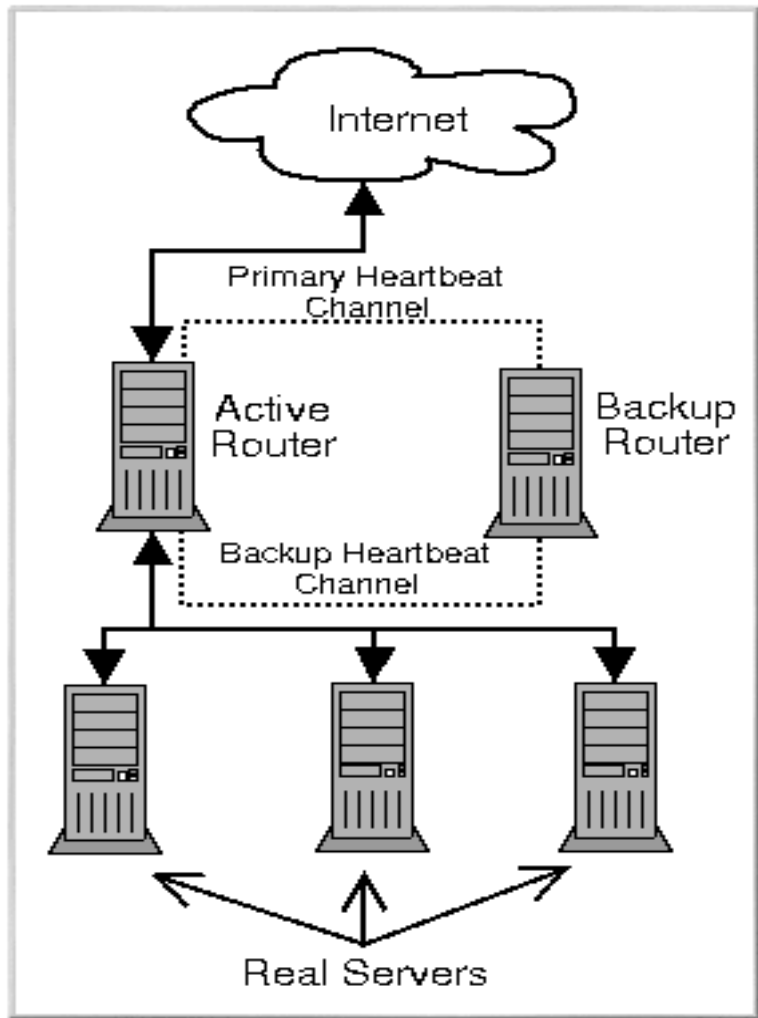 Internet
Primary Heartbeat
Channel
Active
Router
Backup
Router
Backup Heartbeat
Channel
Real Servers